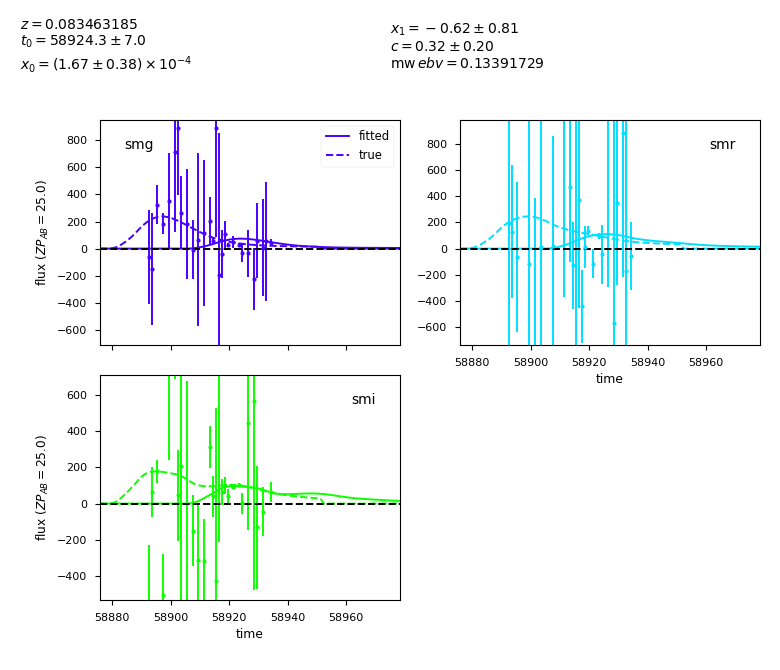 z = 0.083463185
t₀ = 58924.3 ± 7.0
x₀ = (1.67 ± 0.38) × 10⁻⁴
x₁ = −0.62 ± 0.81
c = 0.32 ± 0.20
mw ebv = 0.13391729
smg
fitted
true
800
600
400
200
0
−200
−400
−600
flux (ZP_AB = 25.0)
smr
800
600
400
200
0
−200
−400
−600
58880 58900 58920 58940 58960
time
smi
600
400
200
0
−200
−400
flux (ZP_AB = 25.0)
58880 58900 58920 58940 58960
time